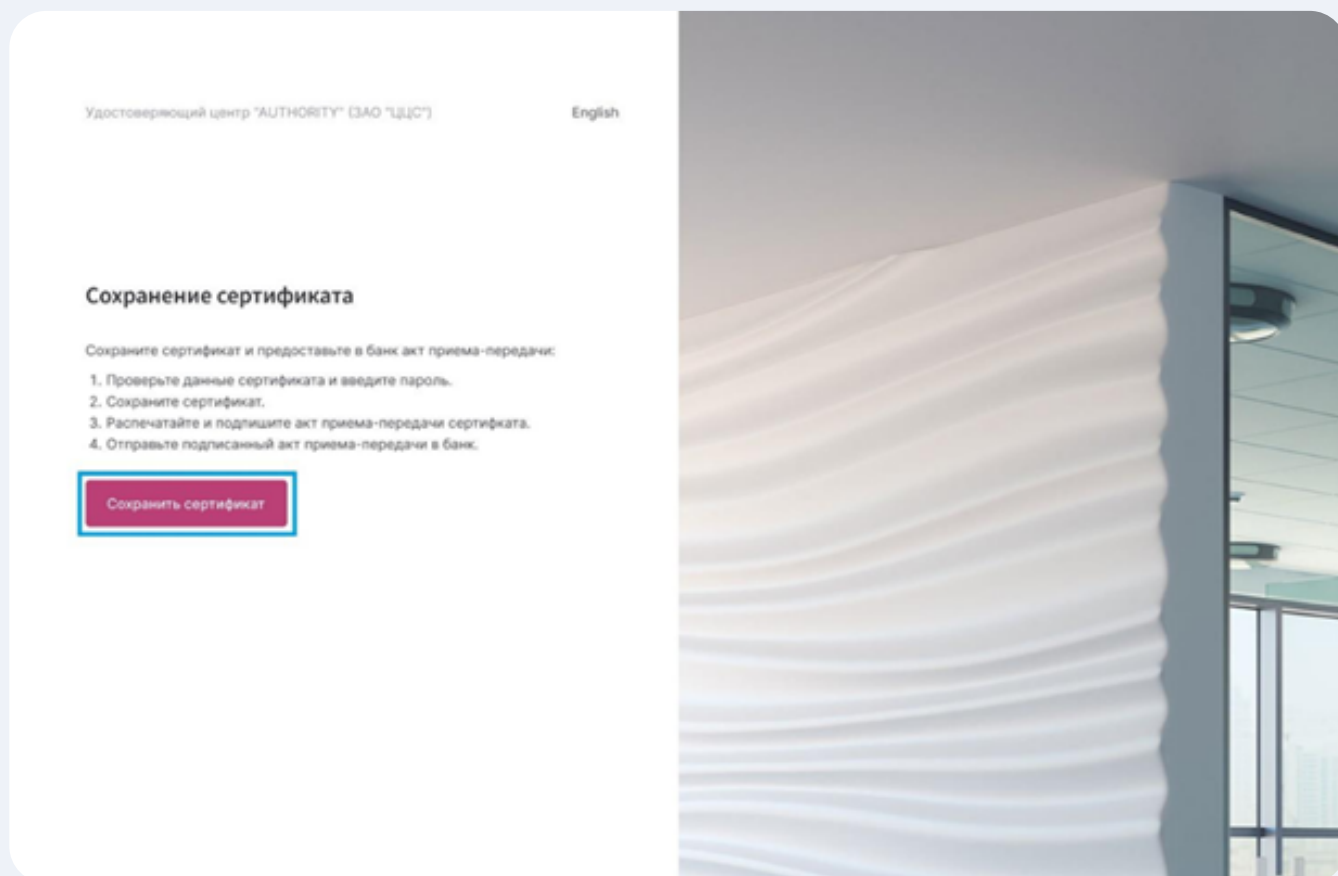 Удостоверяющий центр "AUTHORITY" (ЗАО "ЦЦС") English
Сохранение сертификата
Сохраните сертификат и предоставьте в банк акт приема-передачи:
1. Проверьте данные сертификата и введите пароль.
2. Сохраните сертификат.
3. Распечатайте и подпишите акт приема-передачи сертифката.
4. Отправьте подписанный акт приема-передачи в банк.
Сохранить сертификат